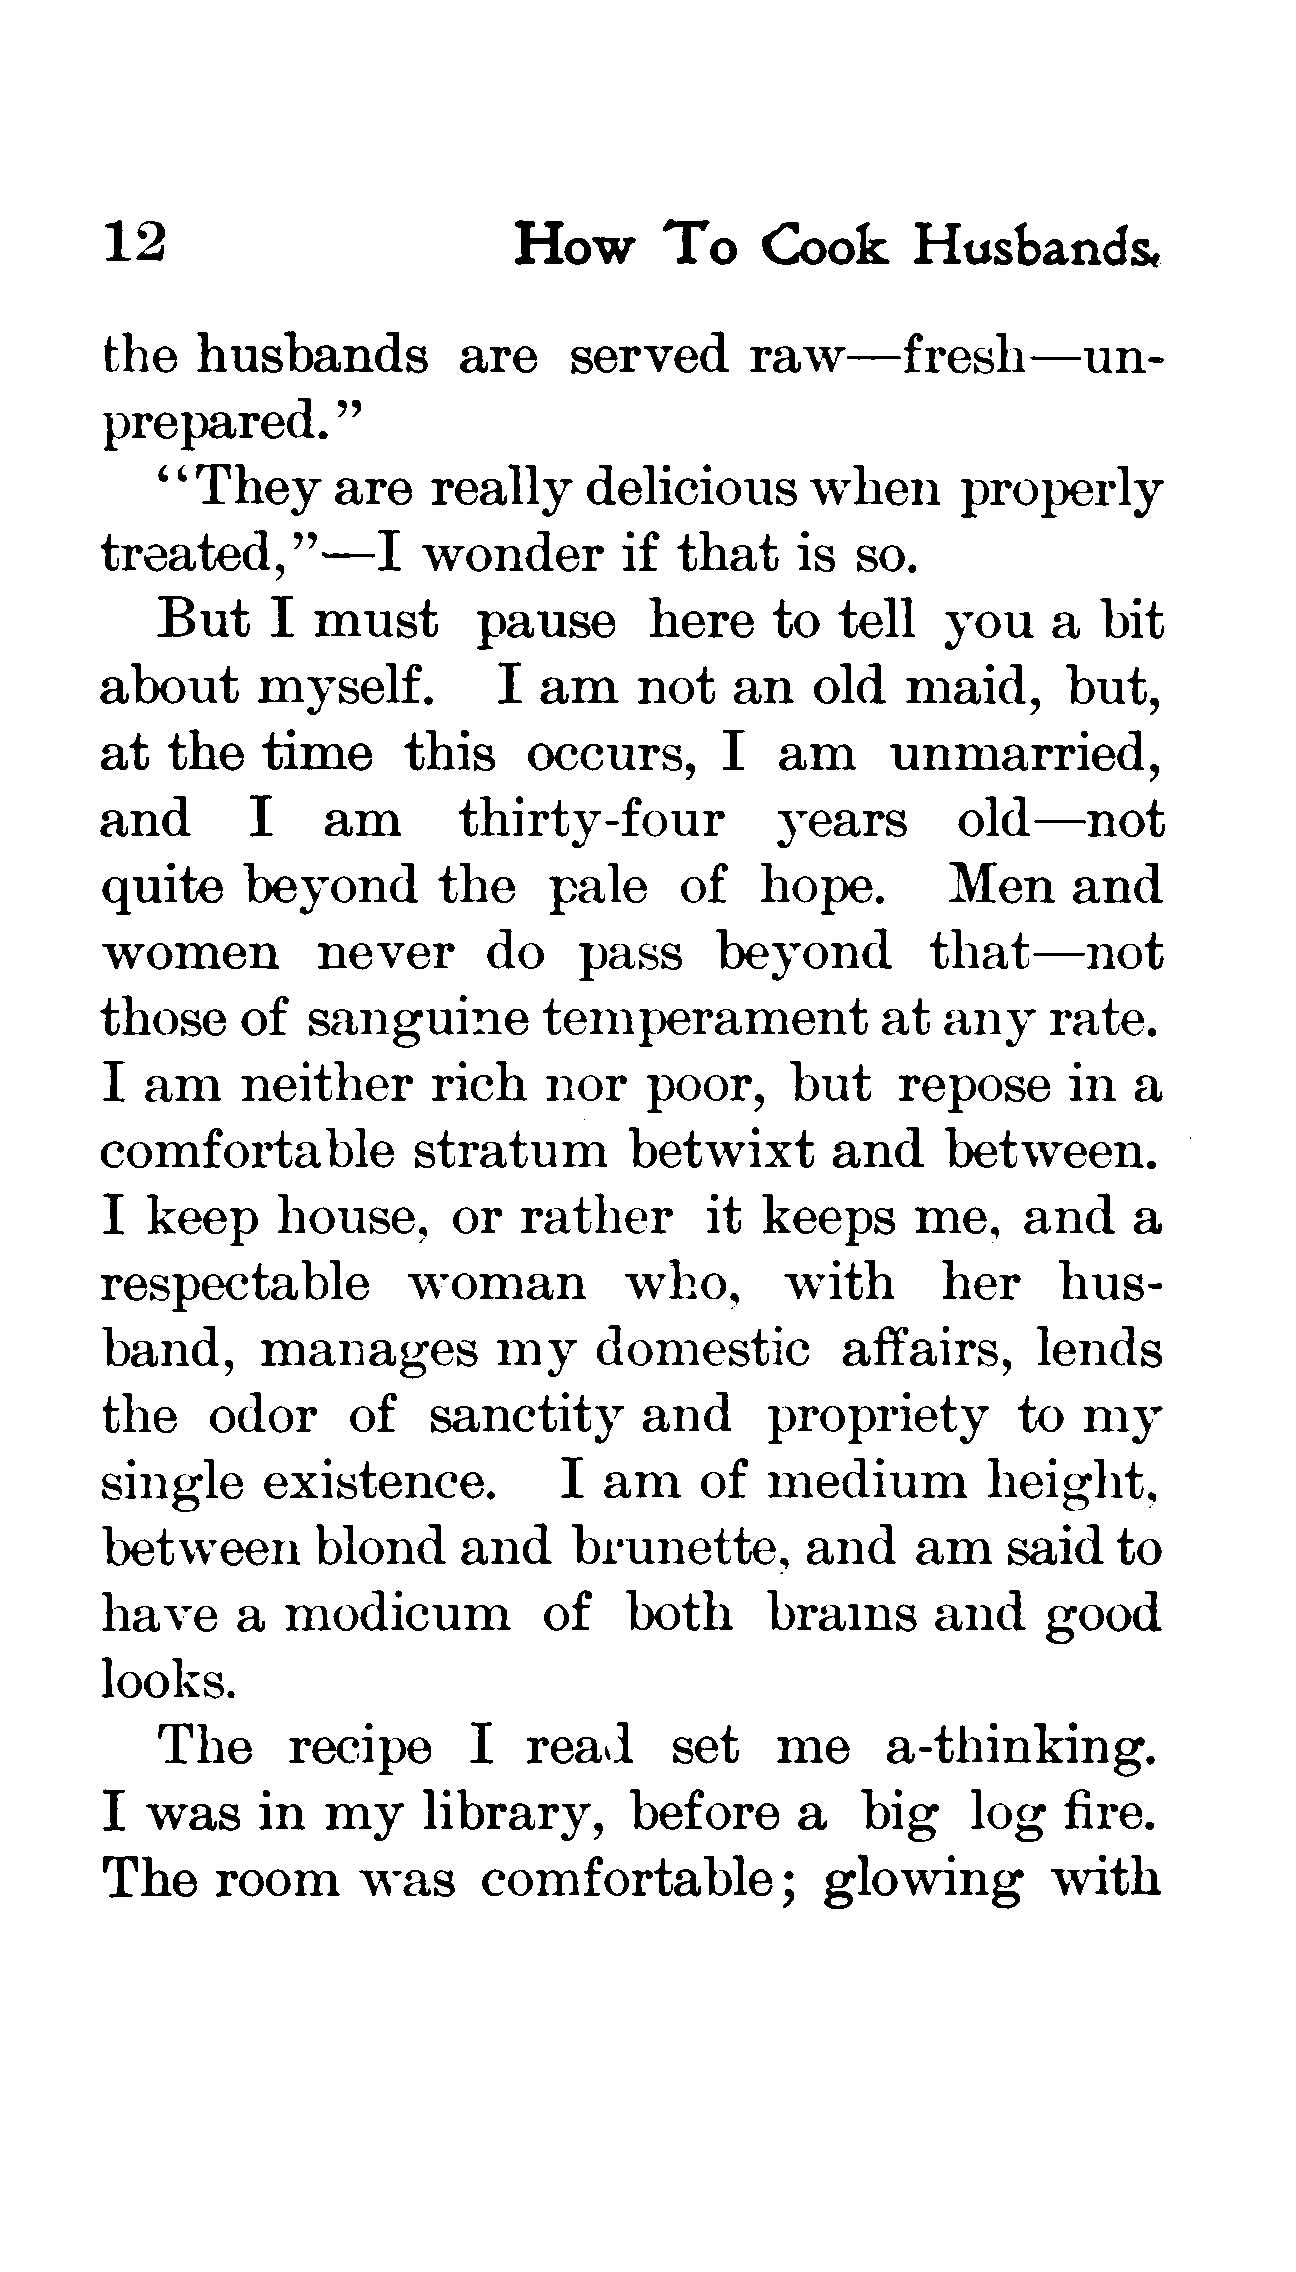 12 How To Cook Husbands.
the husbands are served raw—fresh—un-
prepared."
"They are really delicious when properly
treated,"—I wonder if that is so.
But I must pause here to tell you a bit
about myself. I am not an old maid, but,
at the time this occurs, I am unmarried,
and I am thirty-four years old—not
quite beyond the pale of hope. Men and
women never do pass beyond that—not
those of sanguine temperament at any rate.
I am neither rich nor poor, but repose in a
comfortable stratum betwixt and between.
I keep house, or rather it keeps me, and a
respectable woman who, with her hus-
band, manages my domestic affairs, lends
the odor of sanctity and propriety to my
single existence. I am of medium height,
between blond and brunette, and am said to
have a modicum of both brains and good
looks.
The recipe I read set me a-thinking.
I was in my library, before a big log fire.
The room was comfortable; glowing with